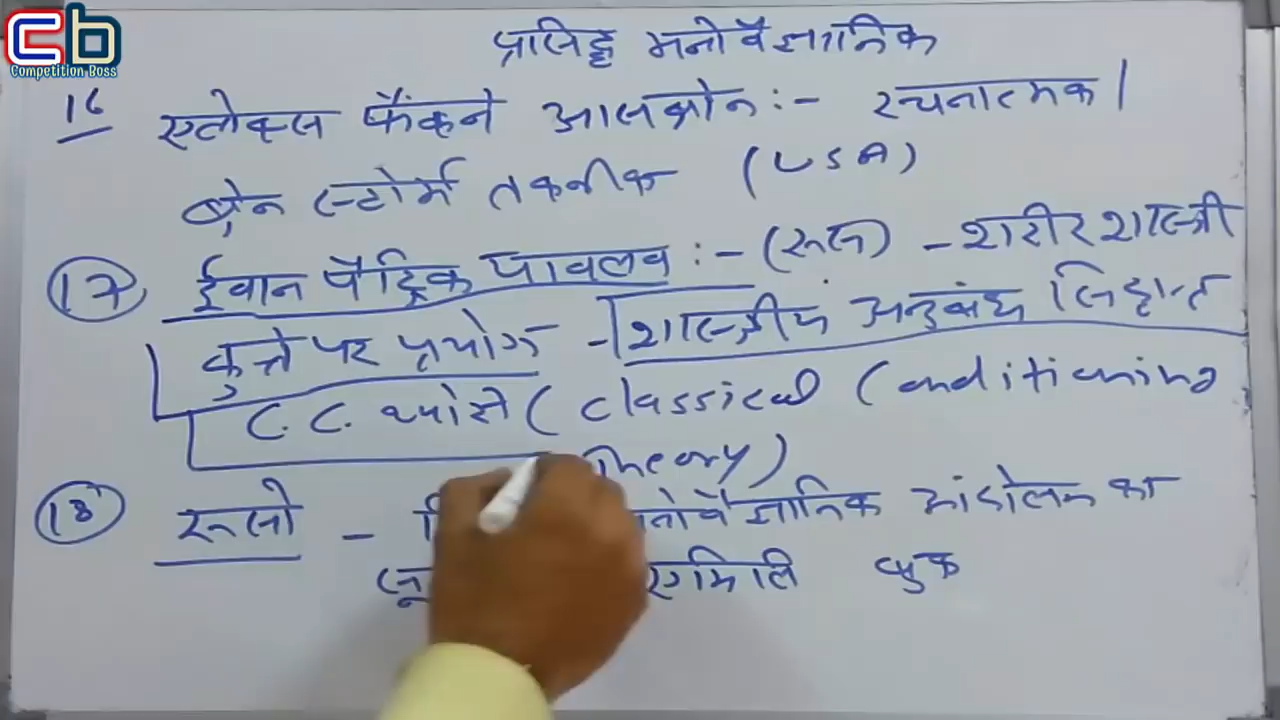 Cb
Competition Boss
प्रसिद्ध मनोवैज्ञानिक
16 एलेक्स फैंकने आसबोर्न :- रचनात्मक।
ब्रेन स्टोर्म तकनीक (USA)
17 ईवान पैट्रिक पावलव :- (रूस) - शरीर शास्त्री
कुत्ते पर प्रयोग - शास्त्रीय अनुबंध सिद्धान्त
C. C. थ्योरी ( Classical Conditioning
Theory)
18 रूसो - मनोवैज्ञानिक आंदोलन का
एमिलि बुक